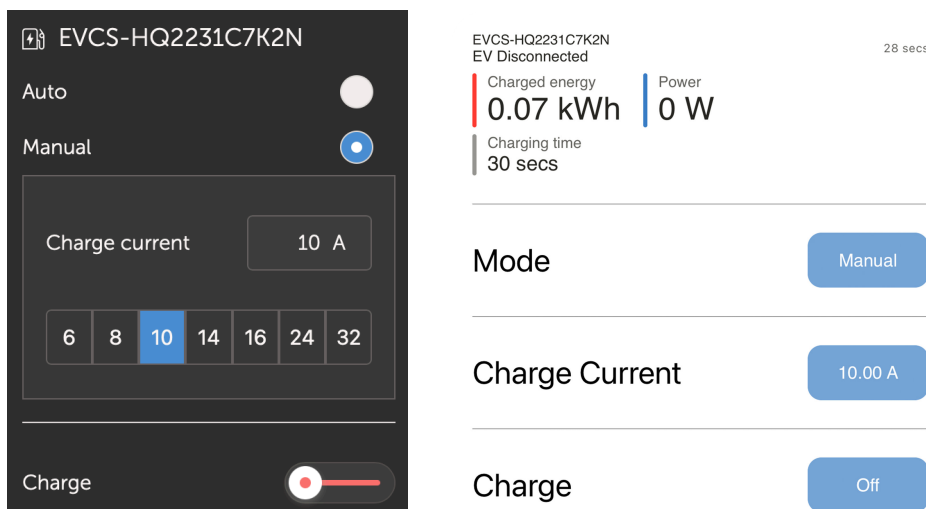 EVCS-HQ2231C7K2N
Auto
Manual
Charge current
10 A
6 8 10 14 16 24 32
Charge
EVCS-HQ2231C7K2N
EV Disconnected
28 secs
Charged energy
0.07 kWh
Power
0 W
Charging time
30 secs
Mode
Manual
Charge Current
10.00 A
Charge
Off